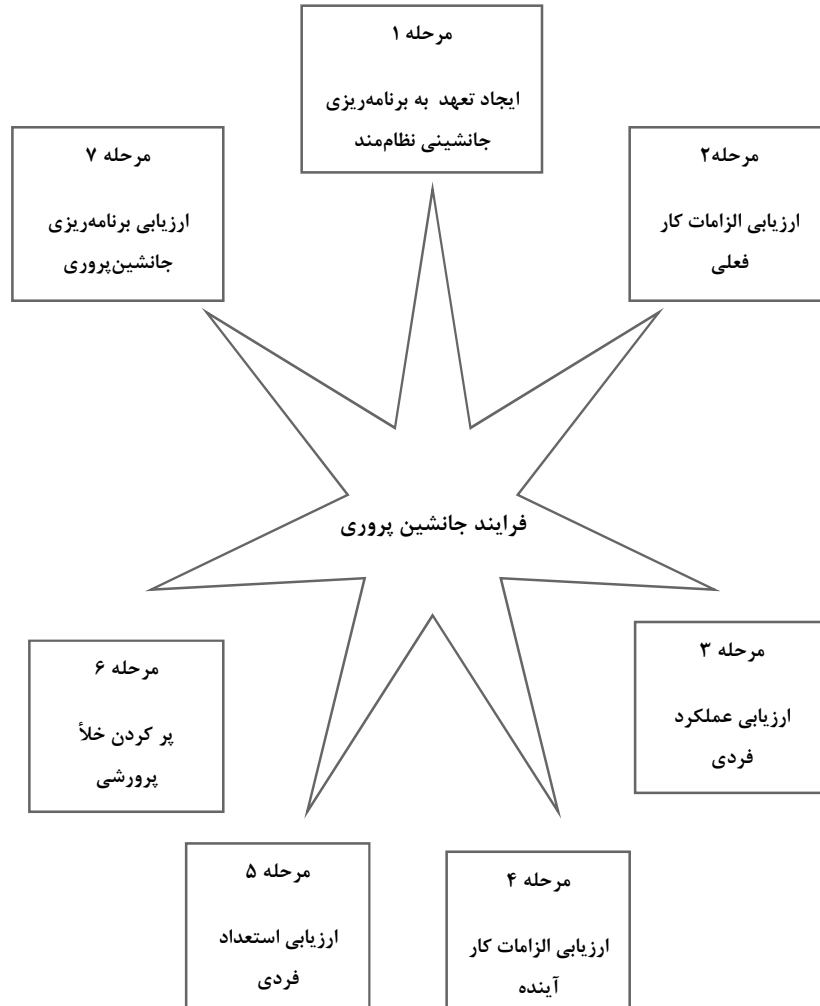 مرحله ۱
ایجاد تعهد به برنامه‌ریزی
جانشینی نظام‌مند
مرحله۲
ارزیابی الزامات کار
فعلی
مرحله ۳
ارزیابی عملکرد
فردی
مرحله ۴
ارزیابی الزامات کار
آینده
مرحله ۵
ارزیابی استعداد
فردی
مرحله ۶
پر کردن خلأ
پرورشی
مرحله ۷
ارزیابی برنامه‌ریزی
جانشین‌پروری
فرایند جانشین پروری